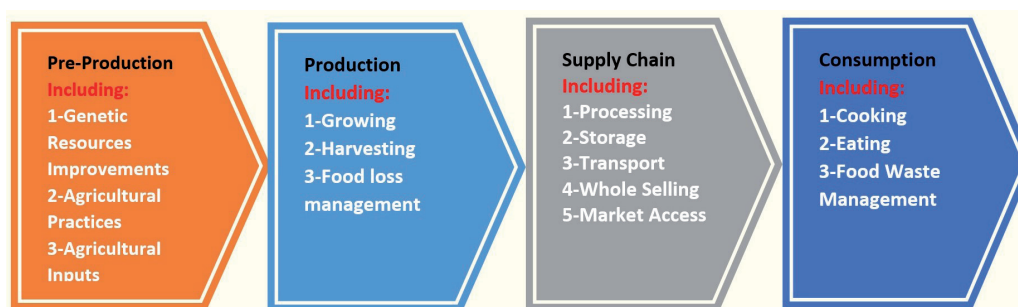 Pre-Production
Including:
1-Genetic
Resources
Improvements
2-Agricultural
Practices
3-Agricultural
Inputs
Production
Including:
1-Growing
2-Harvesting
3-Food loss
management
Supply Chain
Including:
1-Processing
2-Storage
3-Transport
4-Whole Selling
5-Market Access
Consumption
Including:
1-Cooking
2-Eating
3-Food Waste
Management